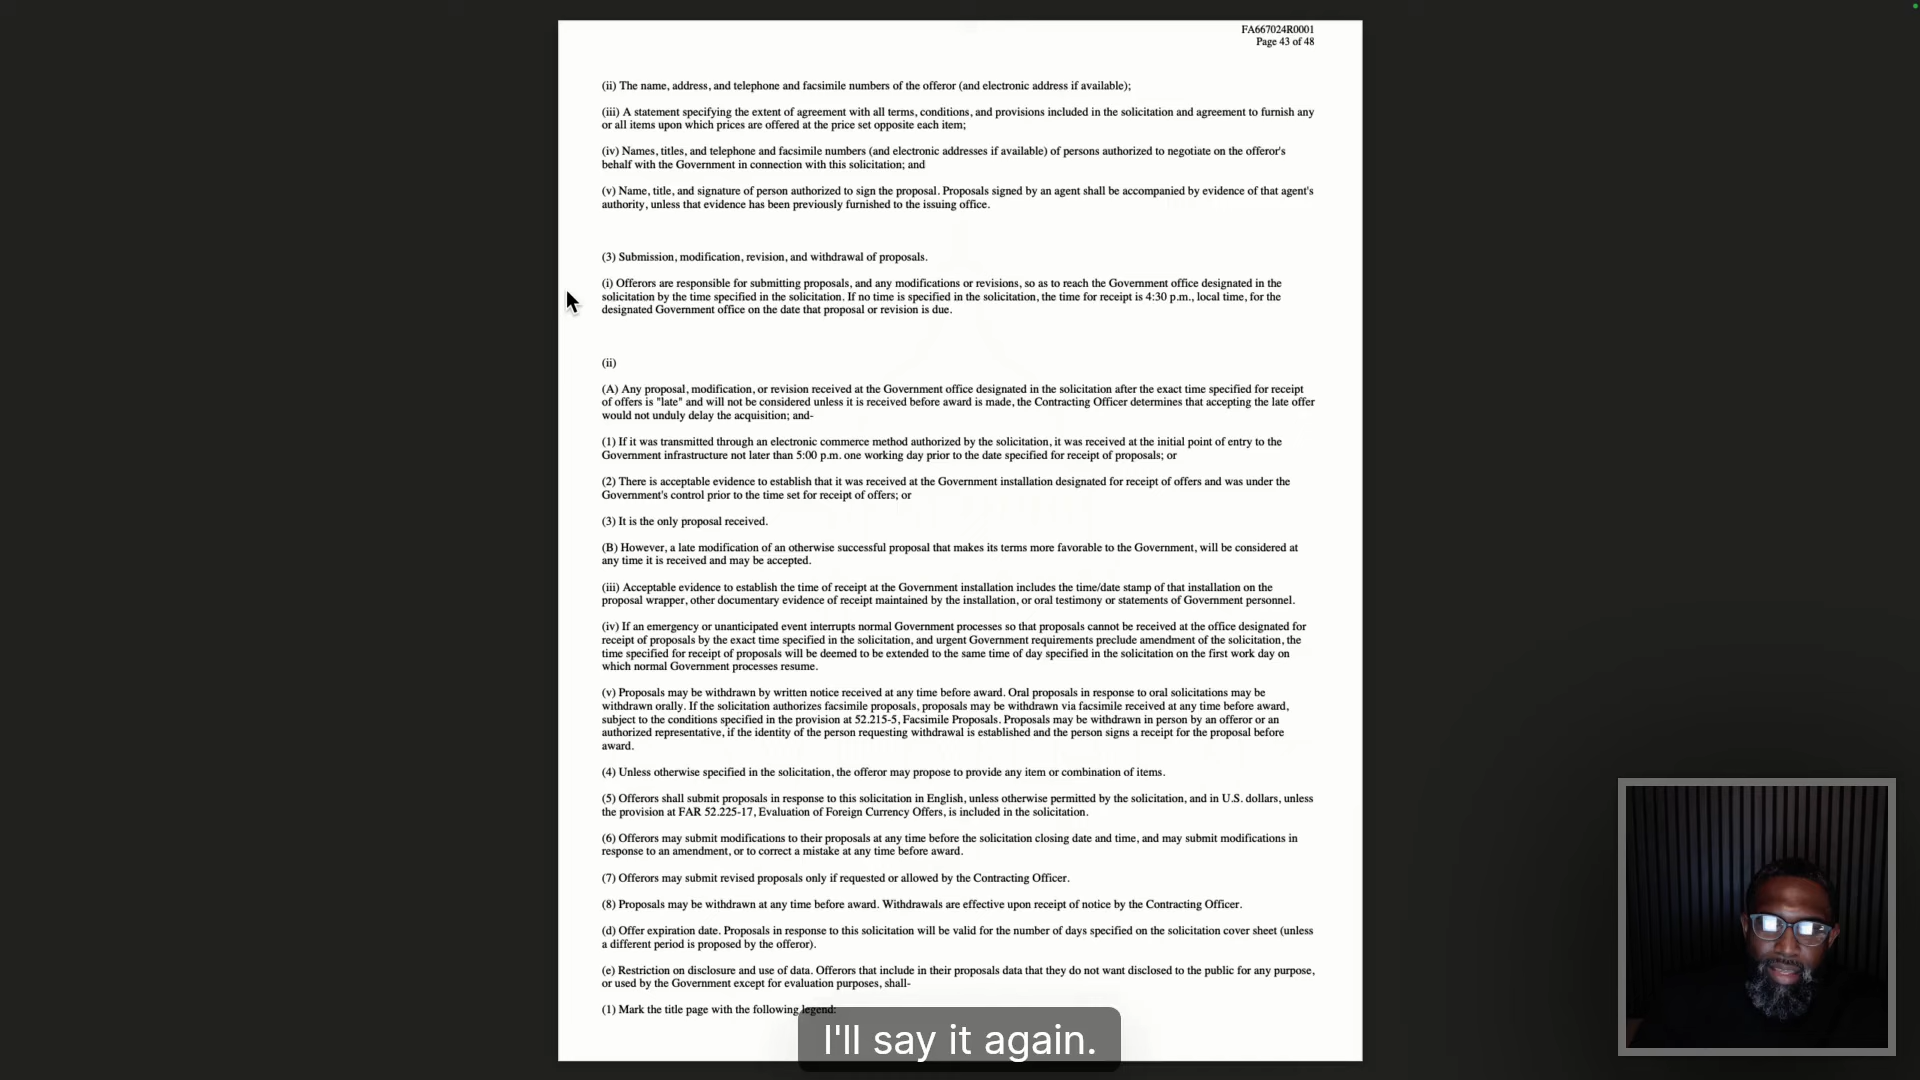 FA667024R0001
Page 43 of 48
(ii) The name, address, and telephone and facsimile numbers of the offeror (and electronic address if available);
(iii) A statement specifying the extent of agreement with all terms, conditions, and provisions included in the solicitation and agreement to furnish any
or all items upon which prices are offered at the price set opposite each item;
(iv) Names, titles, and telephone and facsimile numbers (and electronic addresses if available) of persons authorized to negotiate on the offeror's
behalf with the Government in connection with this solicitation; and
(v) Name, title, and signature of person authorized to sign the proposal. Proposals signed by an agent shall be accompanied by evidence of that agent's
authority, unless that evidence has been previously furnished to the issuing office.
(3) Submission, modification, revision, and withdrawal of proposals.
(i) Offerors are responsible for submitting proposals, and any modifications or revisions, so as to reach the Government office designated in the
solicitation by the time specified in the solicitation. If no time is specified in the solicitation, the time for receipt is 4:30 p.m., local time, for the
designated Government office on the date that proposal or revision is due.
(ii)
(A) Any proposal, modification, or revision received at the Government office designated in the solicitation after the exact time specified for receipt
of offers is "late" and will not be considered unless it is received before award is made, the Contracting Officer determines that accepting the late offer
would not unduly delay the acquisition; and-
(1) If it was transmitted through an electronic commerce method authorized by the solicitation, it was received at the initial point of entry to the
Government infrastructure not later than 5:00 p.m. one working day prior to the date specified for receipt of proposals; or
(2) There is acceptable evidence to establish that it was received at the Government installation designated for receipt of offers and was under the
Government's control prior to the time set for receipt of offers; or
(3) It is the only proposal received.
(B) However, a late modification of an otherwise successful proposal that makes its terms more favorable to the Government, will be considered at
any time it is received and may be accepted.
(iii) Acceptable evidence to establish the time of receipt at the Government installation includes the time/date stamp of that installation on the
proposal wrapper, other documentary evidence of receipt maintained by the installation, or oral testimony or statements of Government personnel.
(iv) If an emergency or unanticipated event interrupts normal Government processes so that proposals cannot be received at the office designated for
receipt of proposals by the exact time specified in the solicitation, and urgent Government requirements preclude amendment of the solicitation, the
time specified for receipt of proposals will be deemed to be extended to the same time of day specified in the solicitation on the first work day on
which normal Government processes resume.
(v) Proposals may be withdrawn by written notice received at any time before award. Oral proposals in response to oral solicitations may be
withdrawn orally. If the solicitation authorizes facsimile proposals, proposals may be withdrawn via facsimile received at any time before award,
subject to the conditions specified in the provision at 52.215-5, Facsimile Proposals. Proposals may be withdrawn in person by an offeror or an
authorized representative, if the identity of the person requesting withdrawal is established and the person signs a receipt for the proposal before
award.
(4) Unless otherwise specified in the solicitation, the offeror may propose to provide any item or combination of items.
(5) Offerors shall submit proposals in response to this solicitation in English, unless otherwise permitted by the solicitation, and in U.S. dollars, unless
the provision at FAR 52.225-17, Evaluation of Foreign Currency Offers, is included in the solicitation.
(6) Offerors may submit modifications to their proposals at any time before the solicitation closing date and time, and may submit modifications in
response to an amendment, or to correct a mistake at any time before award.
(7) Offerors may submit revised proposals only if requested or allowed by the Contracting Officer.
(8) Proposals may be withdrawn at any time before award. Withdrawals are effective upon receipt of notice by the Contracting Officer.
(d) Offer expiration date. Proposals in response to this solicitation will be valid for the number of days specified on the solicitation cover sheet (unless
a different period is proposed by the offeror).
(e) Restriction on disclosure and use of data. Offerors that include in their proposals data that they do not want disclosed to the public for any purpose,
or used by the Government except for evaluation purposes, shall-
(1) Mark the title page with the following legend:
I'll say it again.